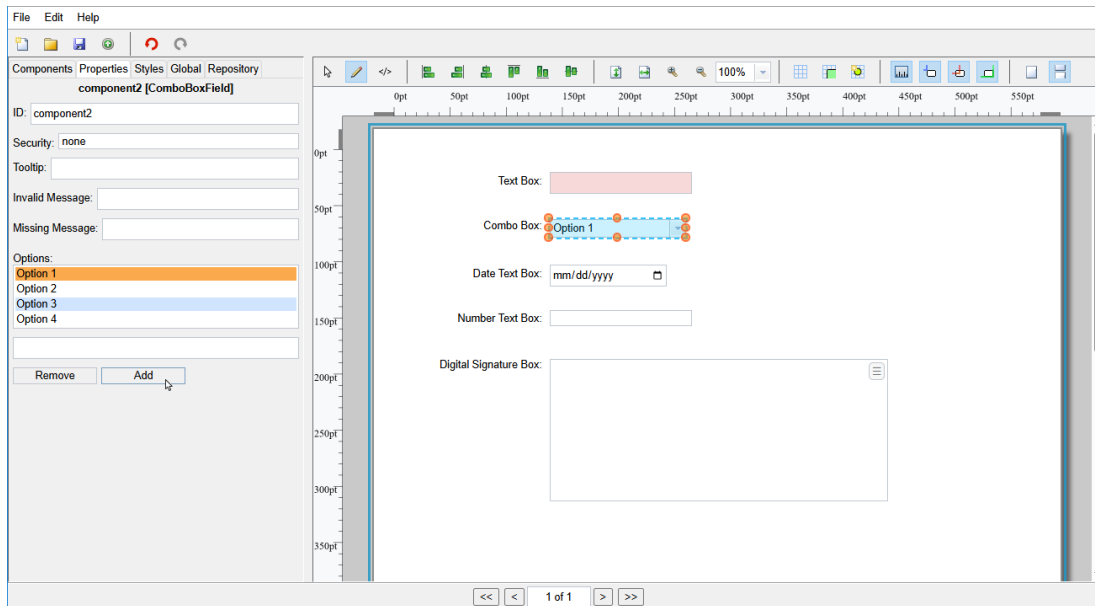 File Edit Help
100%
Components Properties Styles Global Repository
component2 [ComboBoxField]
ID: component2
Security: none
Tooltip:
Invalid Message:
Missing Message:
Options:
Option 1
Option 2
Option 3
Option 4
Remove Add
0pt 50pt 100pt 150pt 200pt 250pt 300pt 350pt 400pt 450pt 500pt 550pt
0pt
50pt
100pt
150pt
200pt
250pt
300pt
350pt
Text Box:
Combo Box: Option 1
Date Text Box: mm/dd/yyyy
Number Text Box:
Digital Signature Box:
<< < 1 of 1 > >>